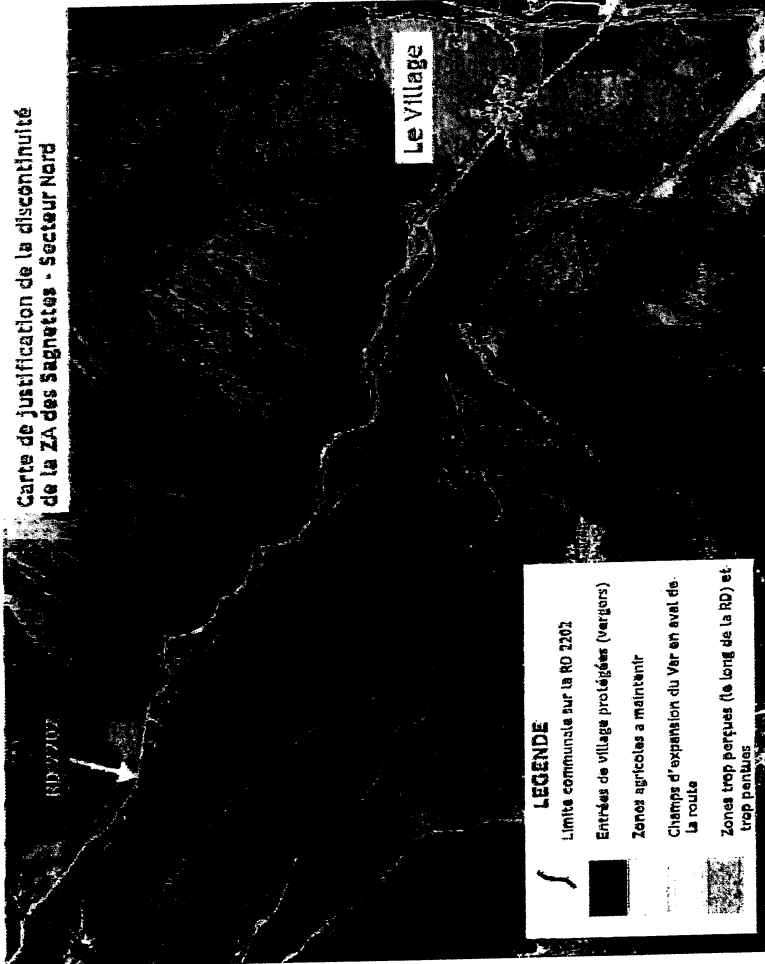 Carte de justification de la discontinuité
de la ZA des Sagnettes - Secteur Nord
Le Village
RD 2202
LEGENDE
Limite communale sur la RD 2202
Entrées de village protégées (vergers)
Zones agricoles a maintenir
Champs d'expansion du Var en aval de
la route
Zones trop perçues (le long de la RD) et
trop pentues